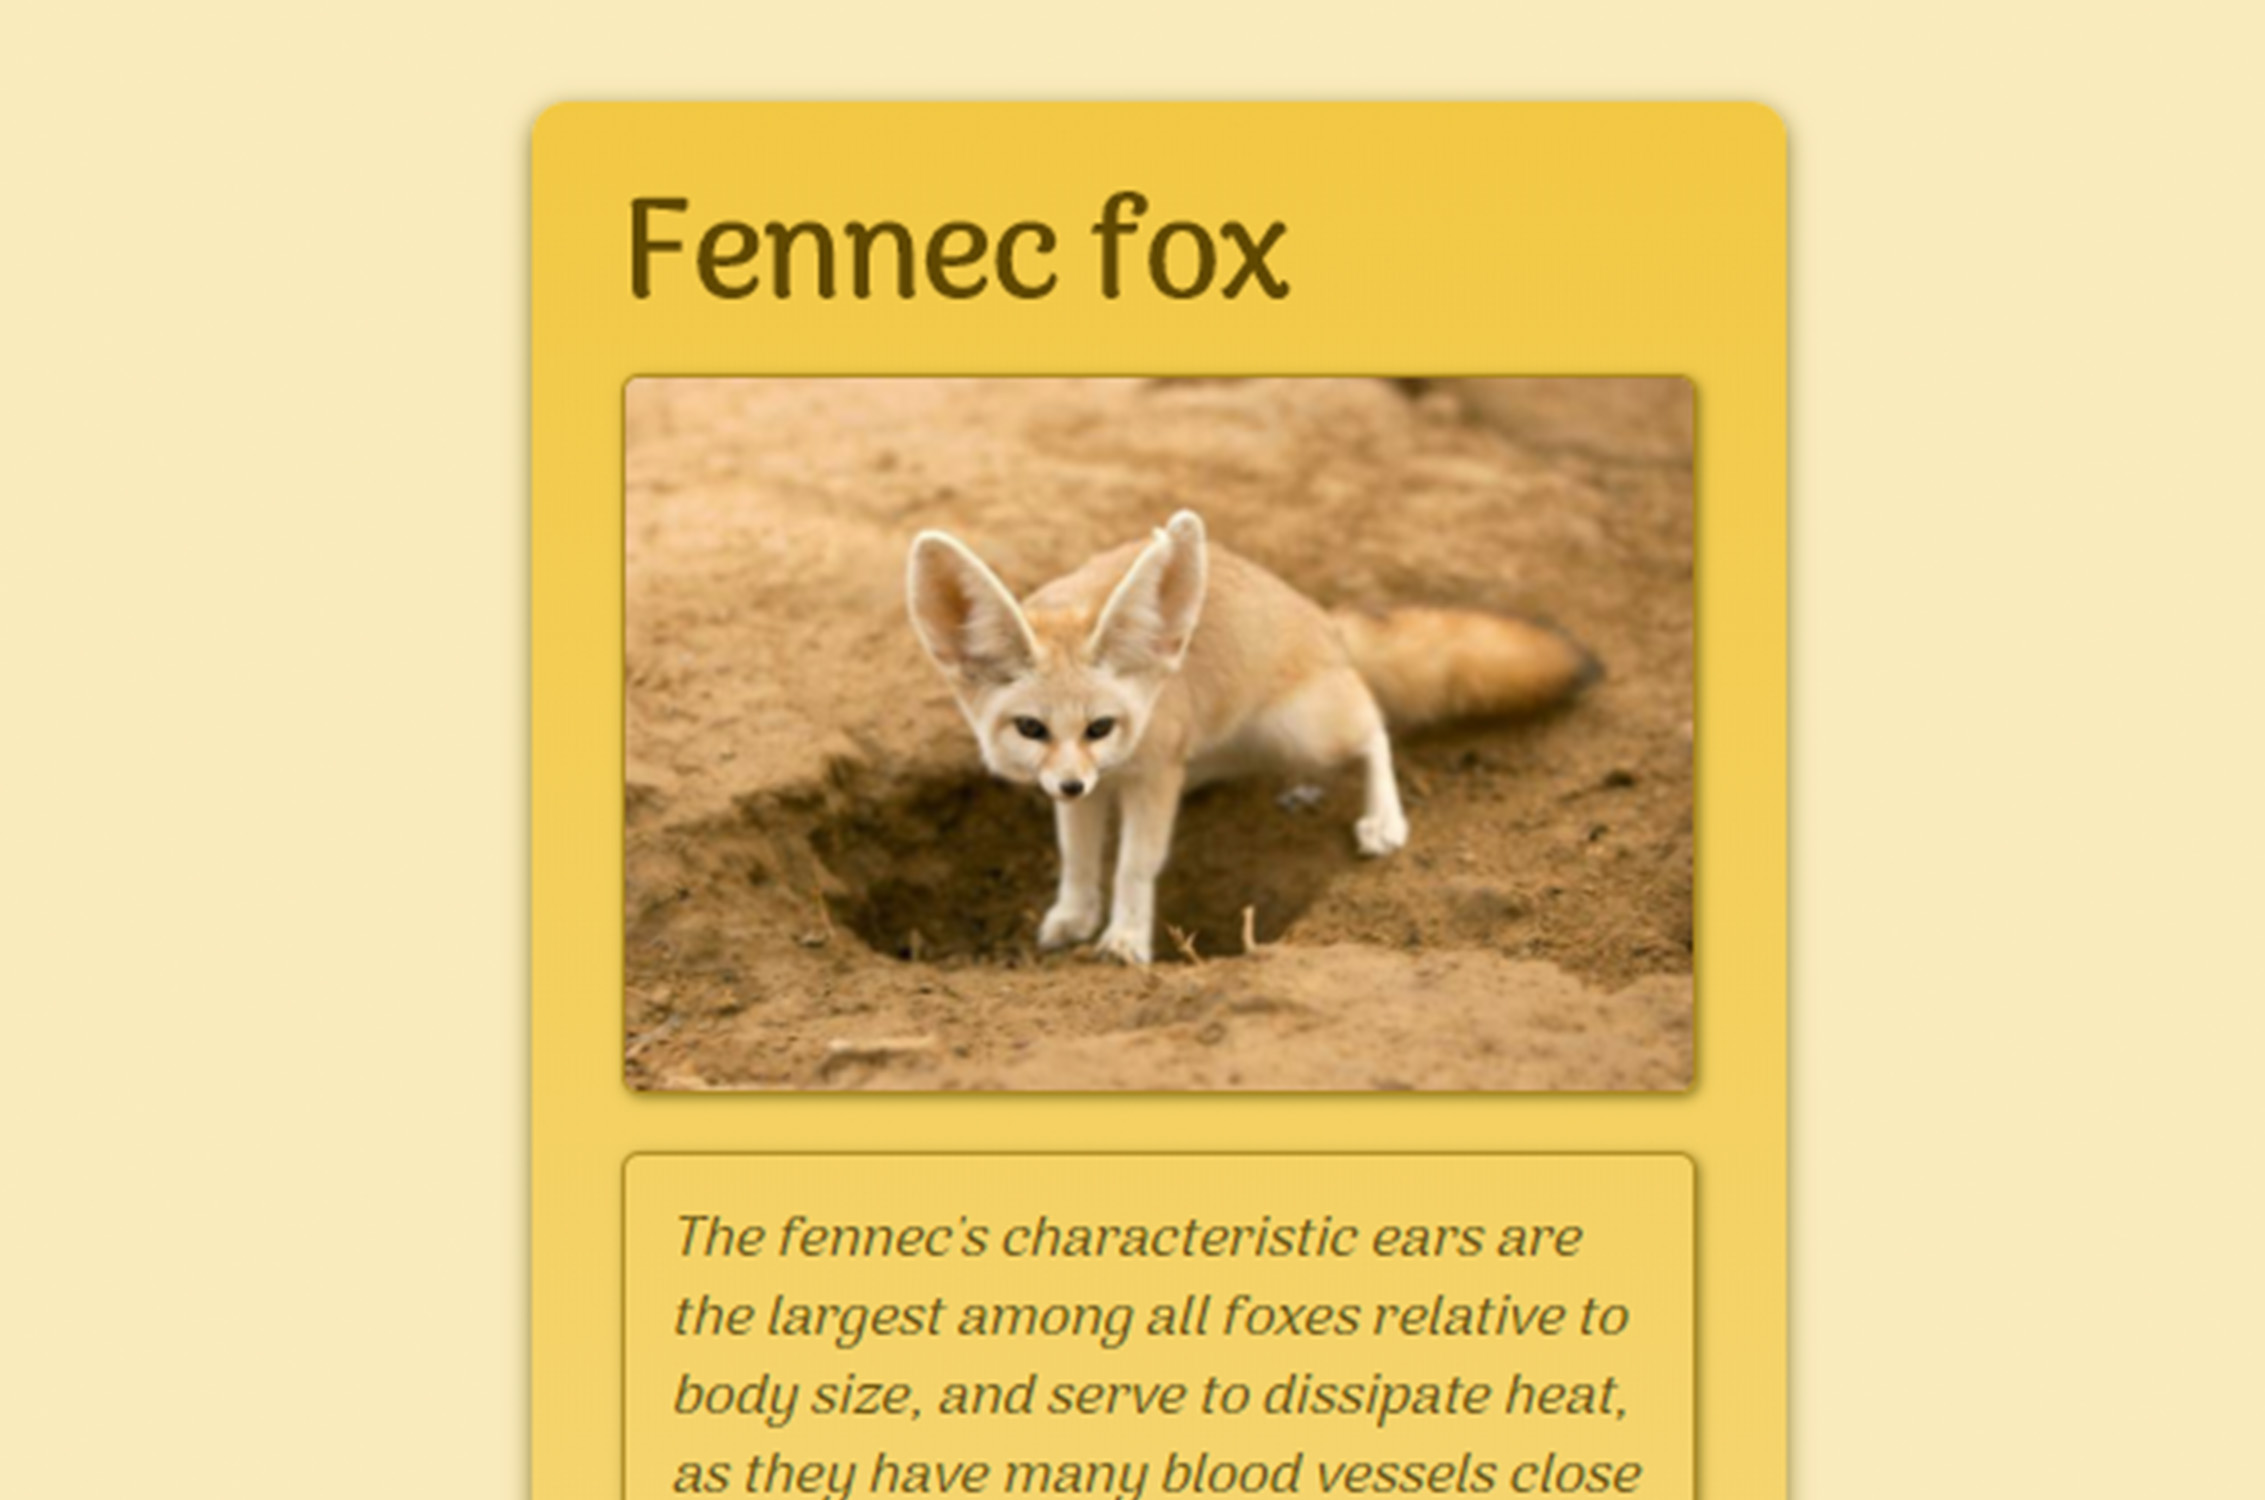 Fennec fox
The fennec's characteristic ears are
the largest among all foxes relative to
body size, and serve to dissipate heat,
as they have many blood vessels close